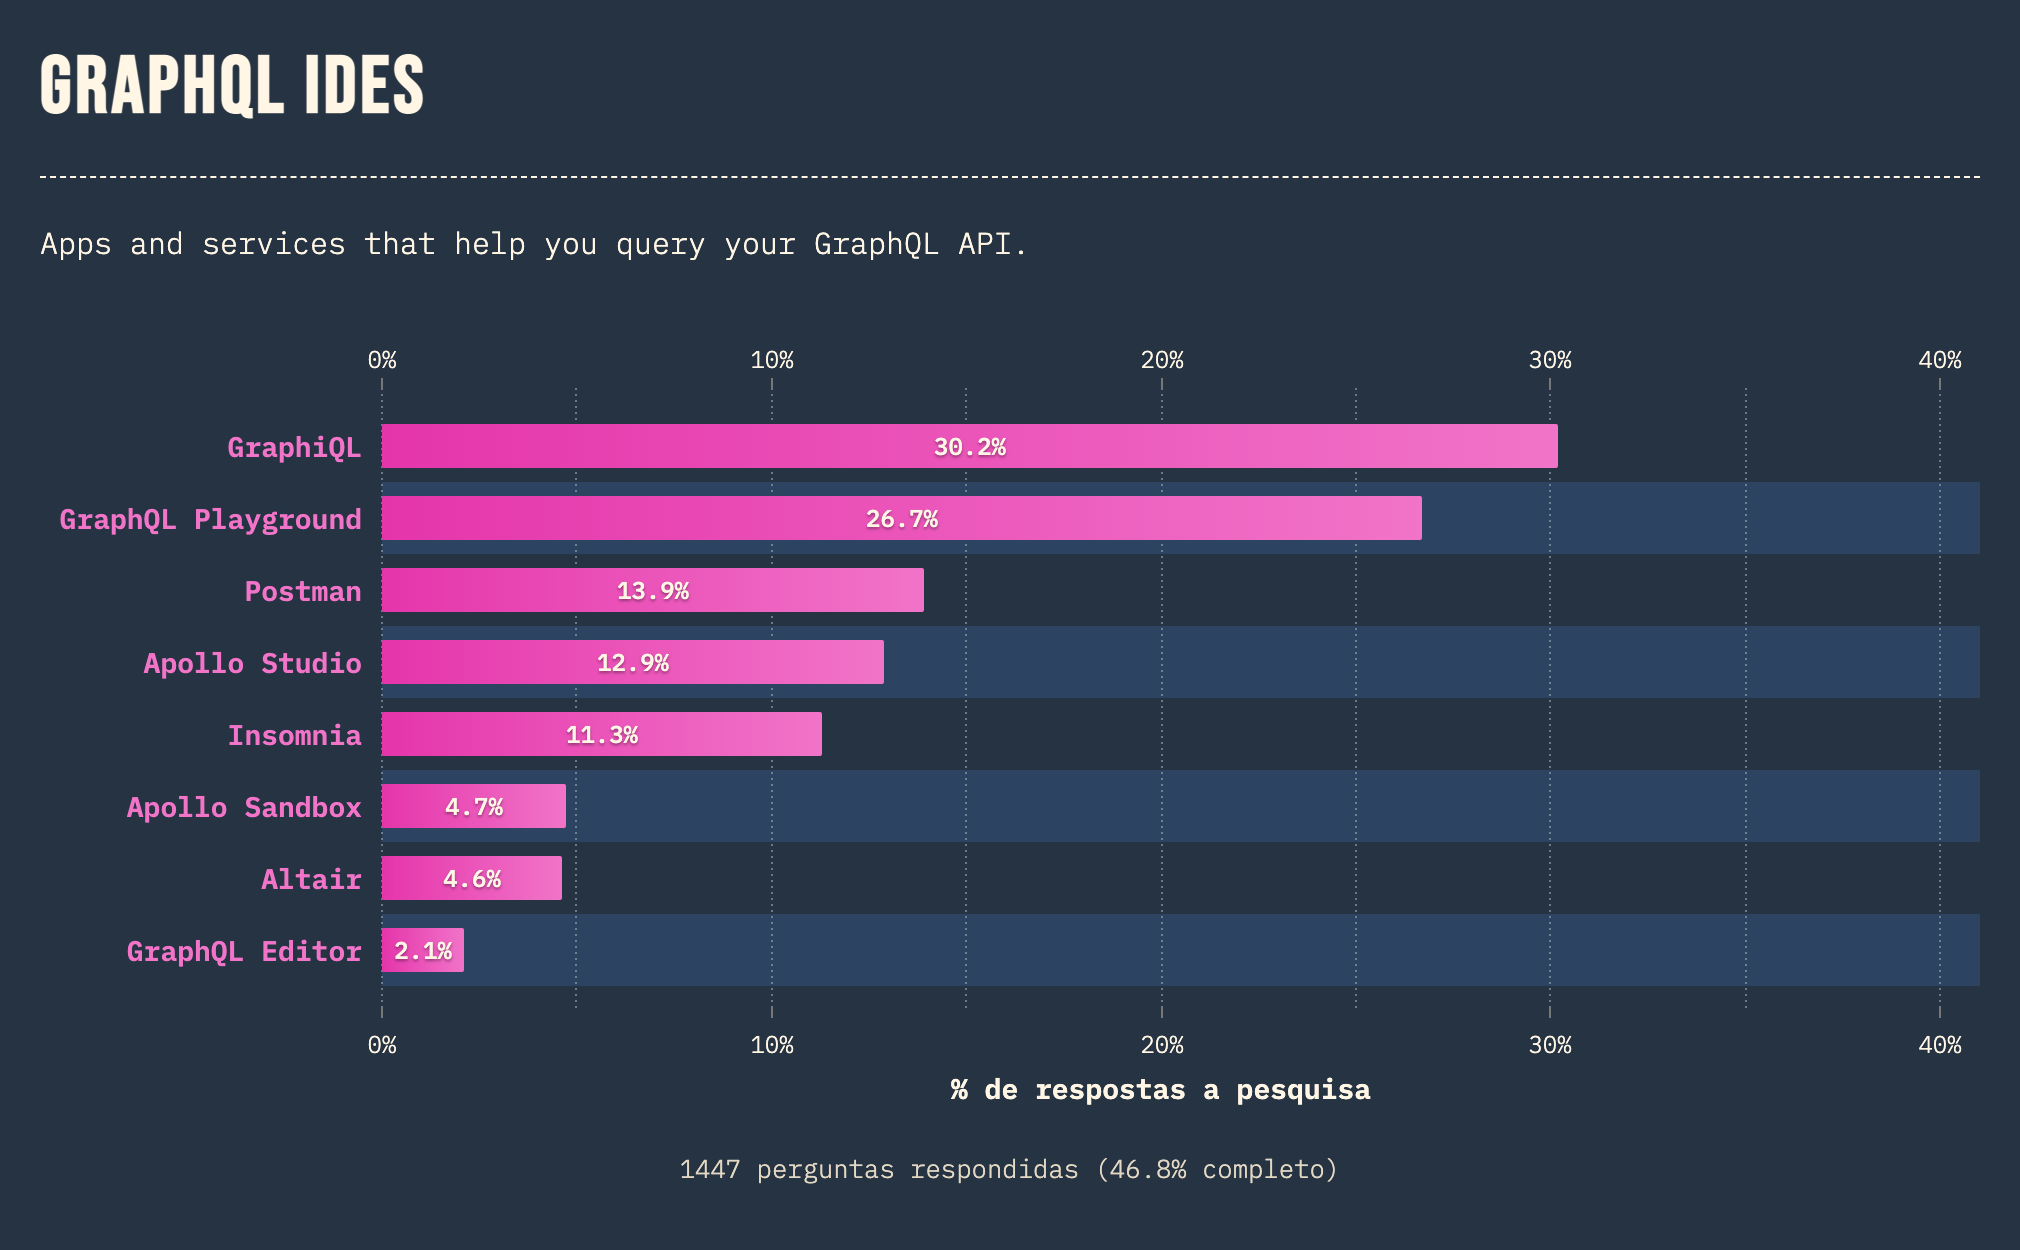 GRAPHQL IDES
Apps and services that help you query your GraphQL API.
0% 10% 20% 30% 40%
GraphiQL 30.2%
GraphQL Playground 26.7%
Postman 13.9%
Apollo Studio 12.9%
Insomnia 11.3%
Apollo Sandbox 4.7%
Altair 4.6%
GraphQL Editor 2.1%
0% 10% 20% 30% 40%
% de respostas a pesquisa
1447 perguntas respondidas (46.8% completo)